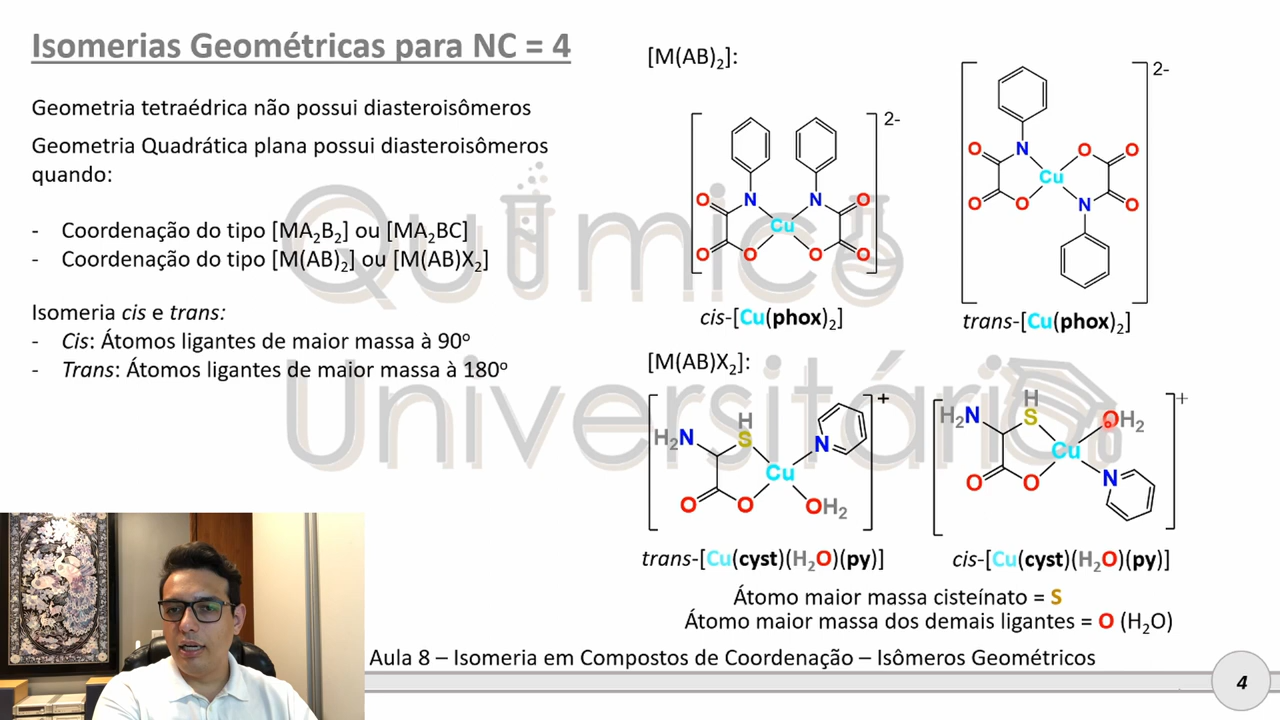 Isomerias Geométricas para NC = 4
Geometria tetraédrica não possui diasteroisômeros
Geometria Quadrática plana possui diasteroisômeros
quando:
- Coordenação do tipo [MA₂B₂] ou [MA₂BC]
- Coordenação do tipo [M(AB)₂] ou [M(AB)X₂]
Isomeria cis e trans:
- Cis: Átomos ligantes de maior massa à 90º
- Trans: Átomos ligantes de maior massa à 180º
[M(AB)₂]:
2-
N N
O O
Cu
O O O O
cis-[Cu(phox)₂]
2-
O N O O
Cu
O O N O
trans-[Cu(phox)₂]
[M(AB)X₂]:
+
H
H₂N S N
Cu
O O OH₂
trans-[Cu(cyst)(H₂O)(py)]
+
H
H₂N S OH₂
Cu
O O N
cis-[Cu(cyst)(H₂O)(py)]
Átomo maior massa cisteínato = S
Átomo maior massa dos demais ligantes = O (H₂O)
Químico
Universitário
Aula 8 – Isomeria em Compostos de Coordenação – Isômeros Geométricos
4